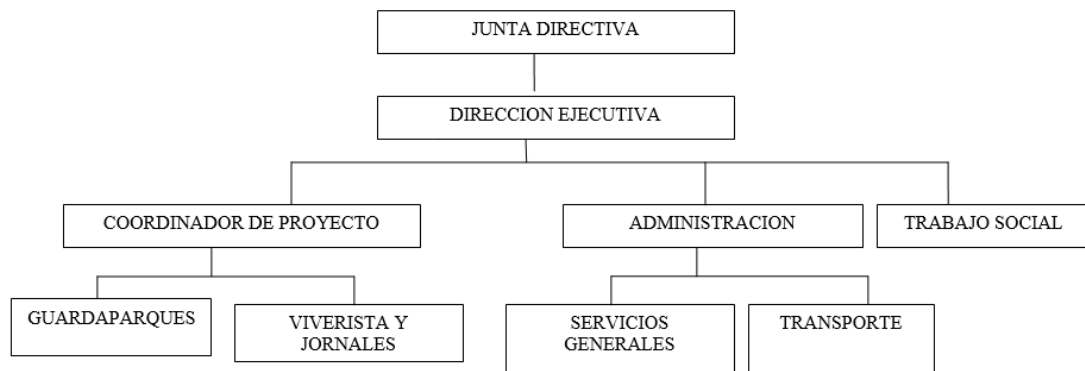 JUNTA DIRECTIVA
DIRECCION EJECUTIVA
COORDINADOR DE PROYECTO
ADMINISTRACION
TRABAJO SOCIAL
GUARDAPARQUES
VIVERISTA Y
JORNALES
SERVICIOS
GENERALES
TRANSPORTE